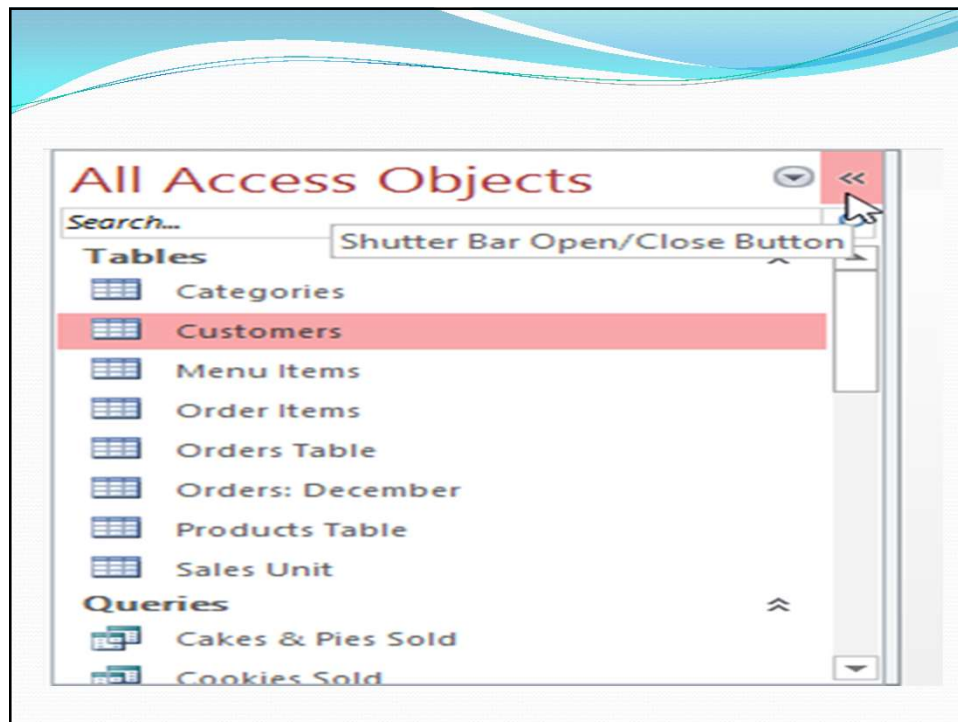 All Access Objects
Search...
Shutter Bar Open/Close Button
Tables
Categories
Customers
Menu Items
Order Items
Orders Table
Orders: December
Products Table
Sales Unit
Queries
Cakes & Pies Sold
Cookies Sold